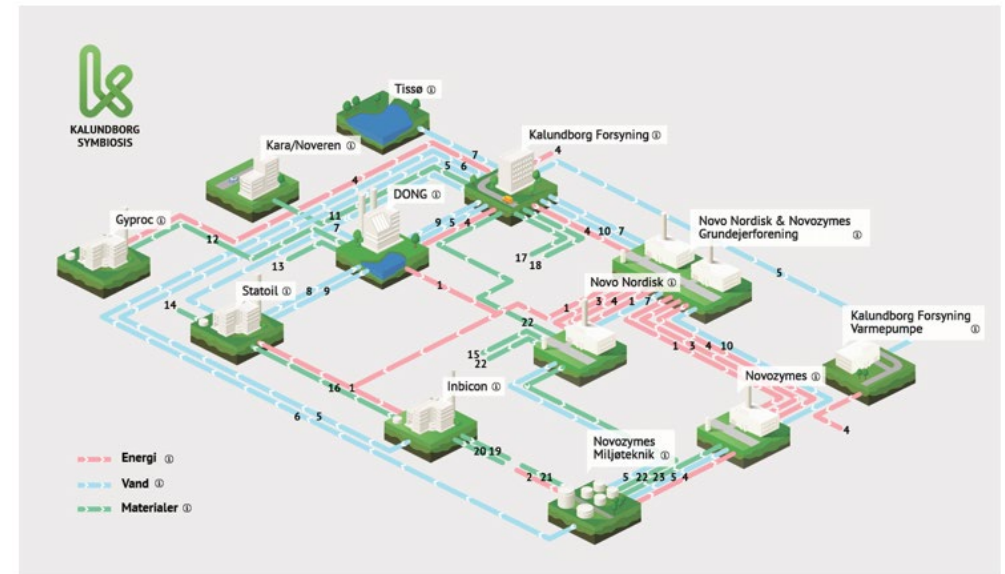 KALUNDBORG
SYMBIOSIS
Tissø
Kalundborg Forsyning
Kara/Noveren
DONG
Gyproc
Novo Nordisk & Novozymes
Grundejerforening
Statoil
Novo Nordisk
Kalundborg Forsyning
Varmepumpe
Inbicon
Novozymes
Novozymes
Miljøteknik
4
7
5 6
4
11
7
12
9 5 4
4 10 7
17
18
13
5
8 9
1
14
1 3 4 1 7
22
15
22
1 3 4 10
16 1
6 5
4
20 19
2 21
5 22 23 5 4
Energi
Vand
Materialer